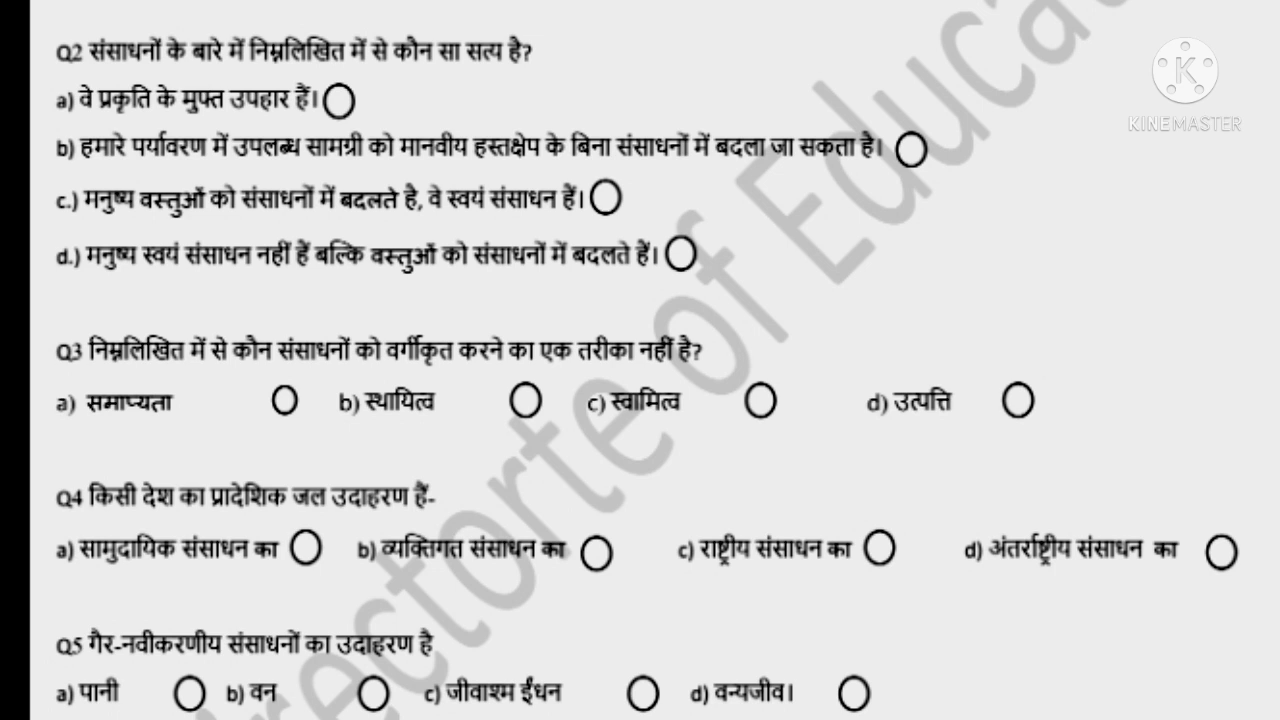 Q2 संसाधनों के बारे में निम्नलिखित में से कौन सा सत्य है?
a) वे प्रकृति के मुफ्त उपहार हैं।
KINEMASTER
b) हमारे पर्यावरण में उपलब्ध सामग्री को मानवीय हस्तक्षेप के बिना संसाधनों में बदला जा सकता है।
c.) मनुष्य वस्तुओं को संसाधनों में बदलते है, वे स्वयं संसाधन हैं।
d.) मनुष्य स्वयं संसाधन नहीं हैं बल्कि वस्तुओं को संसाधनों में बदलते हैं।
Q3 निम्नलिखित में से कौन संसाधनों को वर्गीकृत करने का एक तरीका नहीं है?
a) समाप्यता b) स्थायित्व c) स्वामित्व d) उत्पत्ति
Q4 किसी देश का प्रादेशिक जल उदाहरण हैं-
a) सामुदायिक संसाधन का b) व्यक्तिगत संसाधन का c) राष्ट्रीय संसाधन का d) अंतर्राष्ट्रीय संसाधन का
Q5 गैर-नवीकरणीय संसाधनों का उदाहरण है
a) पानी b) वन c) जीवाश्म ईंधन d) वन्यजीव।
rectorte of Educa